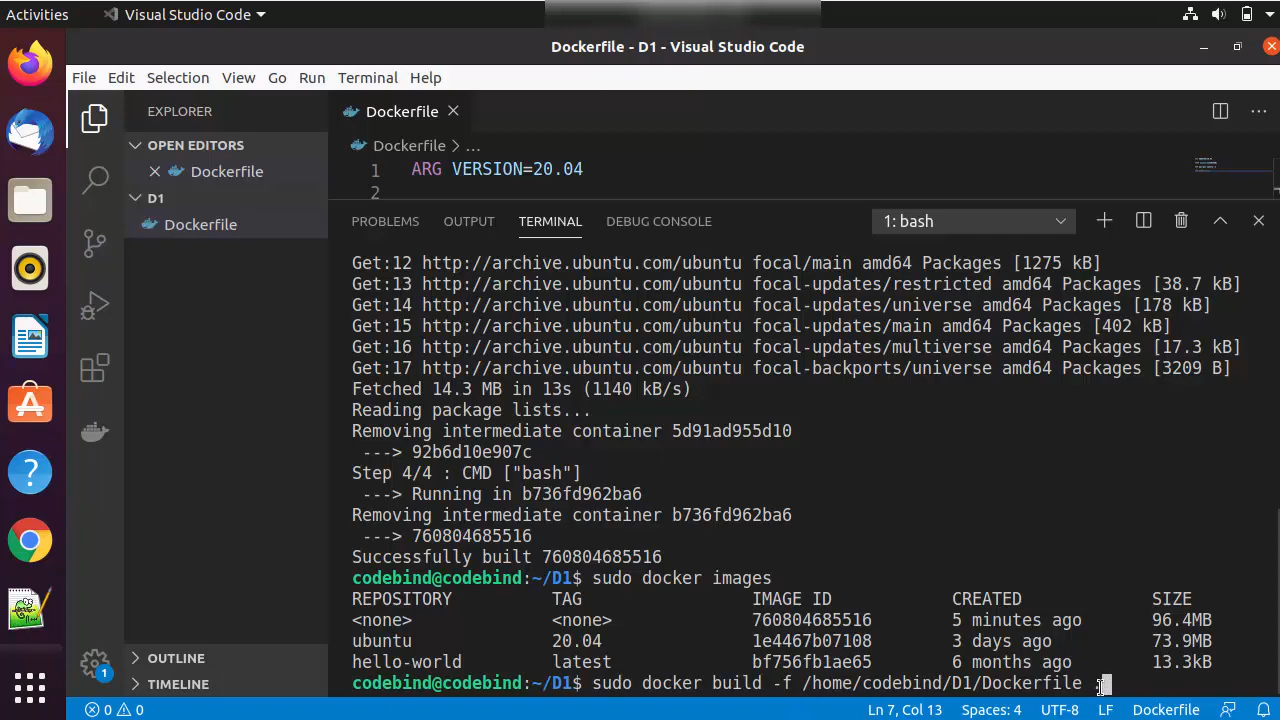 Activities
Visual Studio Code
Dockerfile - D1 - Visual Studio Code
File Edit Selection View Go Run Terminal Help
EXPLORER
OPEN EDITORS
Dockerfile
D1
Dockerfile
OUTLINE
TIMELINE
1
Dockerfile
Dockerfile > ...
1 ARG VERSION=20.04
2
PROBLEMS OUTPUT TERMINAL DEBUG CONSOLE 1: bash
Get:12 http://archive.ubuntu.com/ubuntu focal/main amd64 Packages [1275 kB]
Get:13 http://archive.ubuntu.com/ubuntu focal-updates/restricted amd64 Packages [38.7 kB]
Get:14 http://archive.ubuntu.com/ubuntu focal-updates/universe amd64 Packages [178 kB]
Get:15 http://archive.ubuntu.com/ubuntu focal-updates/main amd64 Packages [402 kB]
Get:16 http://archive.ubuntu.com/ubuntu focal-updates/multiverse amd64 Packages [17.3 kB]
Get:17 http://archive.ubuntu.com/ubuntu focal-backports/universe amd64 Packages [3209 B]
Fetched 14.3 MB in 13s (1140 kB/s)
Reading package lists...
Removing intermediate container 5d91ad955d10
---> 92b6d10e907c
Step 4/4 : CMD ["bash"]
---> Running in b736fd962ba6
Removing intermediate container b736fd962ba6
---> 760804685516
Successfully built 760804685516
codebind@codebind:~/D1$ sudo docker images
REPOSITORY TAG IMAGE ID CREATED SIZE
<none> <none> 760804685516 5 minutes ago 96.4MB
ubuntu 20.04 1e4467b07108 3 days ago 73.9MB
hello-world latest bf756fb1ae65 6 months ago 13.3kB
codebind@codebind:~/D1$ sudo docker build -f /home/codebind/D1/Dockerfile
0 0 Ln 7, Col 13 Spaces: 4 UTF-8 LF Dockerfile